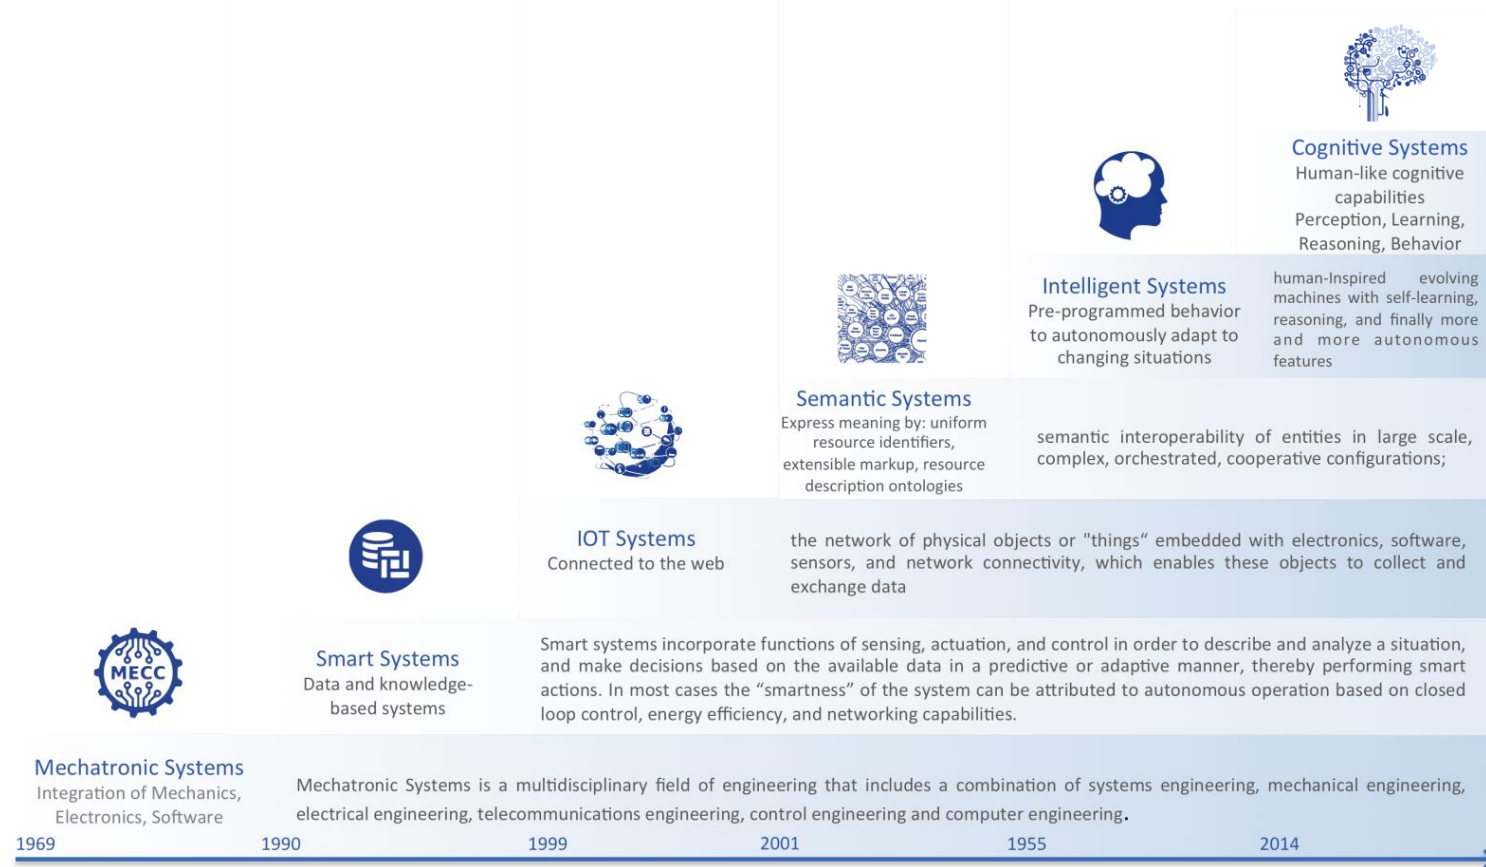 Cognitive Systems
Human-like cognitive
capabilities
Perception, Learning,
Reasoning, Behavior
Intelligent Systems
Pre-programmed behavior
to autonomously adapt to
changing situations
human-Inspired evolving
machines with self-learning,
reasoning, and finally more
and more autonomous
features
Semantic Systems
Express meaning by: uniform
resource identifiers,
extensible markup, resource
description ontologies
semantic interoperability of entities in large scale,
complex, orchestrated, cooperative configurations;
IOT Systems
Connected to the web
the network of physical objects or "things“ embedded with electronics, software,
sensors, and network connectivity, which enables these objects to collect and
exchange data
MECC
Smart Systems
Data and knowledge-
based systems
Smart systems incorporate functions of sensing, actuation, and control in order to describe and analyze a situation,
and make decisions based on the available data in a predictive or adaptive manner, thereby performing smart
actions. In most cases the “smartness” of the system can be attributed to autonomous operation based on closed
loop control, energy efficiency, and networking capabilities.
Mechatronic Systems
Integration of Mechanics,
Electronics, Software
Mechatronic Systems is a multidisciplinary field of engineering that includes a combination of systems engineering, mechanical engineering,
electrical engineering, telecommunications engineering, control engineering and computer engineering.
1969 1990 1999 2001 1955 2014